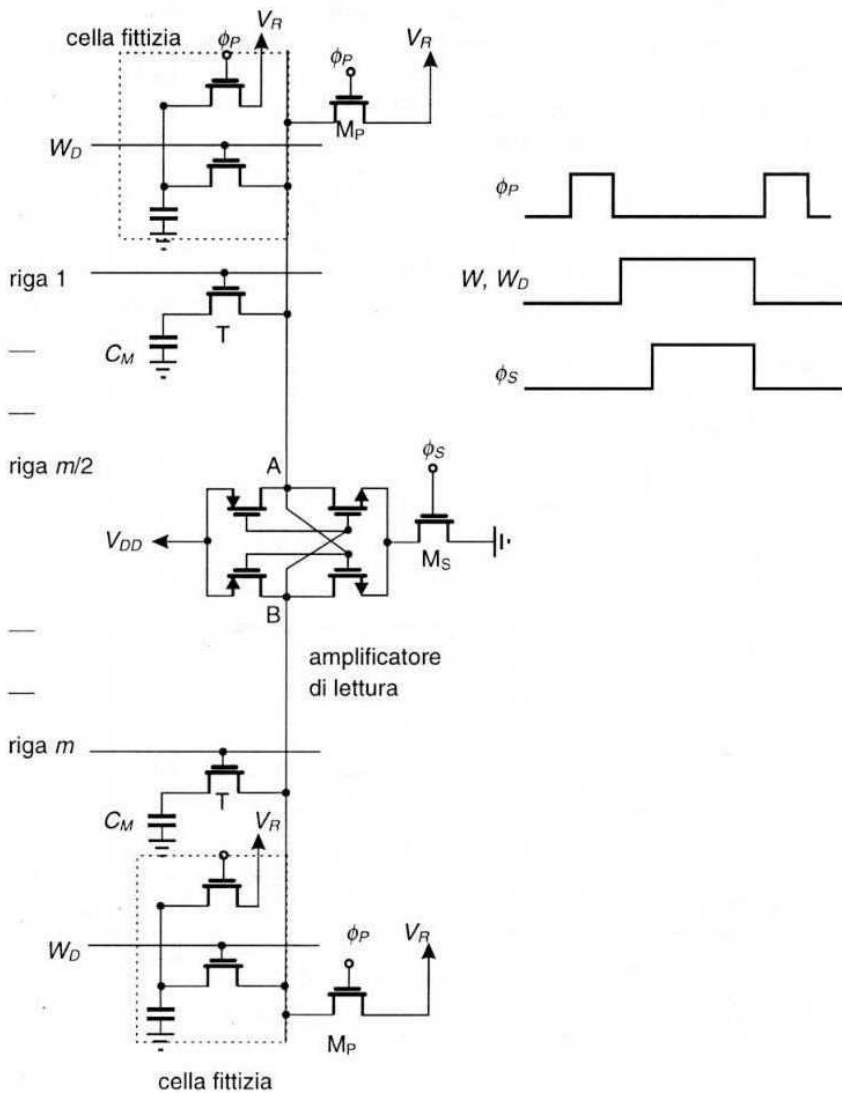 cella fittizia
ϕP
VR
ϕP
VR
MP
WD
ϕP
riga 1
W, WD
T
CM
ϕS
riga m/2
A
ϕS
VDD
MS
B
amplificatore
di lettura
riga m
T
CM
VR
ϕP
VR
WD
MP
cella fittizia